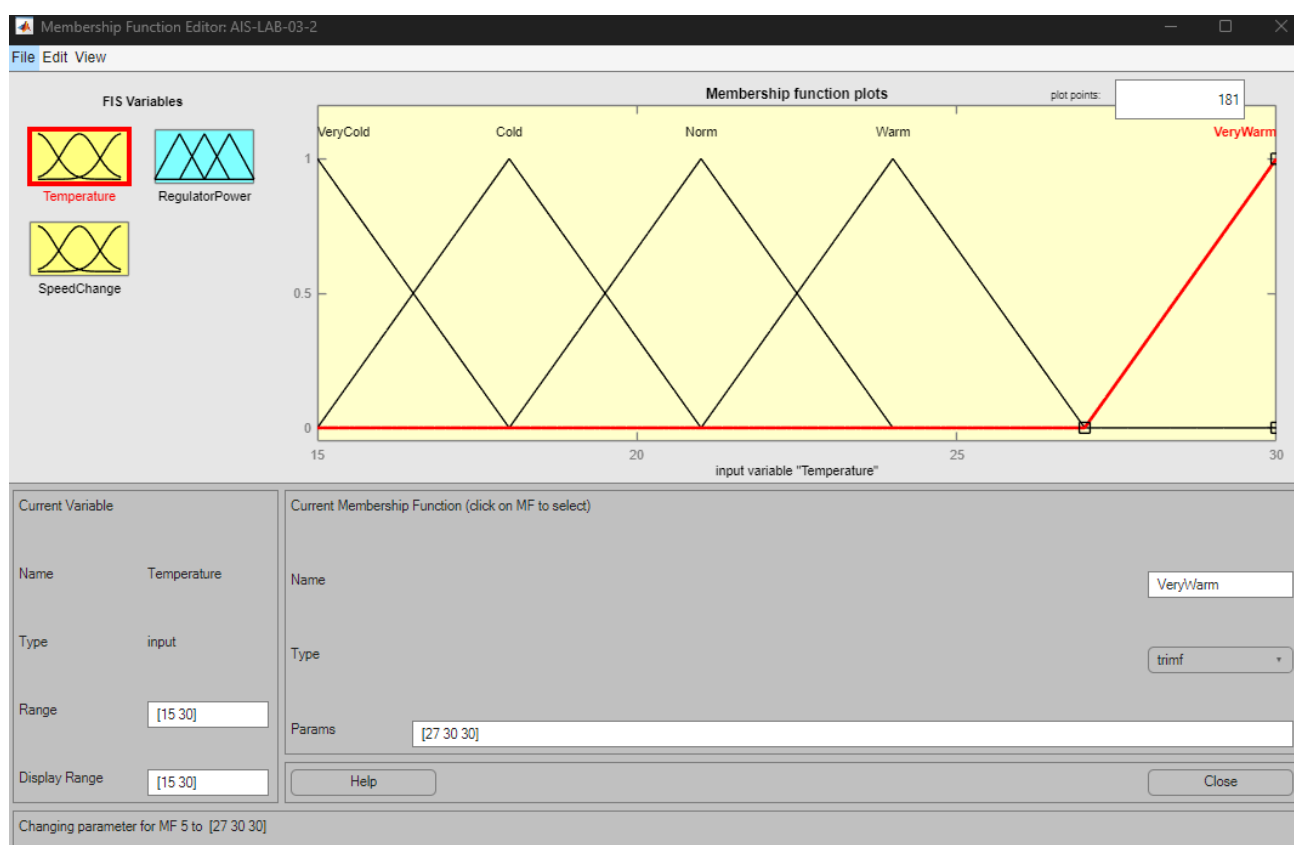 Membership Function Editor: AIS-LAB-03-2
File Edit View
FIS Variables
Temperature
RegulatorPower
SpeedChange
Membership function plots
plot points:
181
VeryCold
Cold
Norm
Warm
VeryWarm
1
0.5
0
15
20
25
30
input variable "Temperature"
Current Variable
Name
Temperature
Type
input
Range
[15 30]
Display Range
[15 30]
Current Membership Function (click on MF to select)
Name
VeryWarm
Type
trimf
Params
[27 30 30]
Help
Close
Changing parameter for MF 5 to [27 30 30]